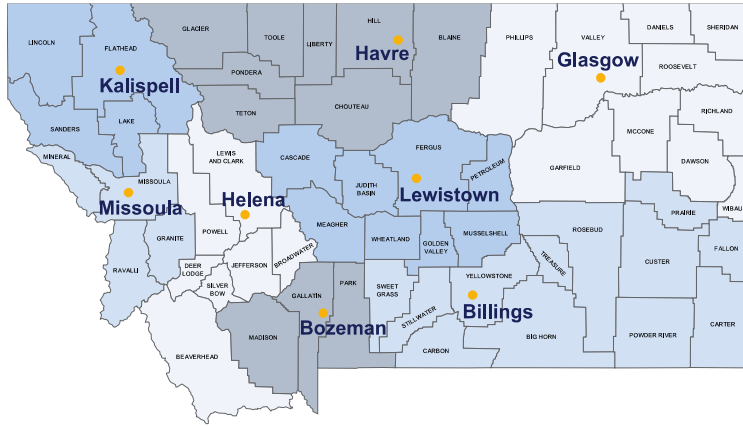 LINCOLN
FLATHEAD
Kalispell
SANDERS
LAKE
GLACIER
TOOLE
LIBERTY
HILL
Havre
BLAINE
PONDERA
TETON
CHOUTEAU
PHILLIPS
VALLEY
DANIELS
SHERIDAN
Glasgow
ROOSEVELT
RICHLAND
MCCONE
GARFIELD
DAWSON
WIBAU
MINERAL
MISSOULA
Missoula
GRANITE
RAVALLI
LEWIS
AND CLARK
Helena
POWELL
DEER
LODGE
SILVER
BOW
JEFFERSON
BROADWATER
BEAVERHEAD
CASCADE
JUDITH
BASIN
FERGUS
PETROLEUM
Lewistown
MEAGHER
WHEATLAND
GOLDEN
VALLEY
MUSSELSHELL
GALLATIN
PARK
Bozeman
MADISON
SWEET
GRASS
STILLWATER
YELLOWSTONE
Billings
CARBON
BIG HORN
TREASURE
ROSEBUD
PRAIRIE
CUSTER
FALLON
POWDER RIVER
CARTER